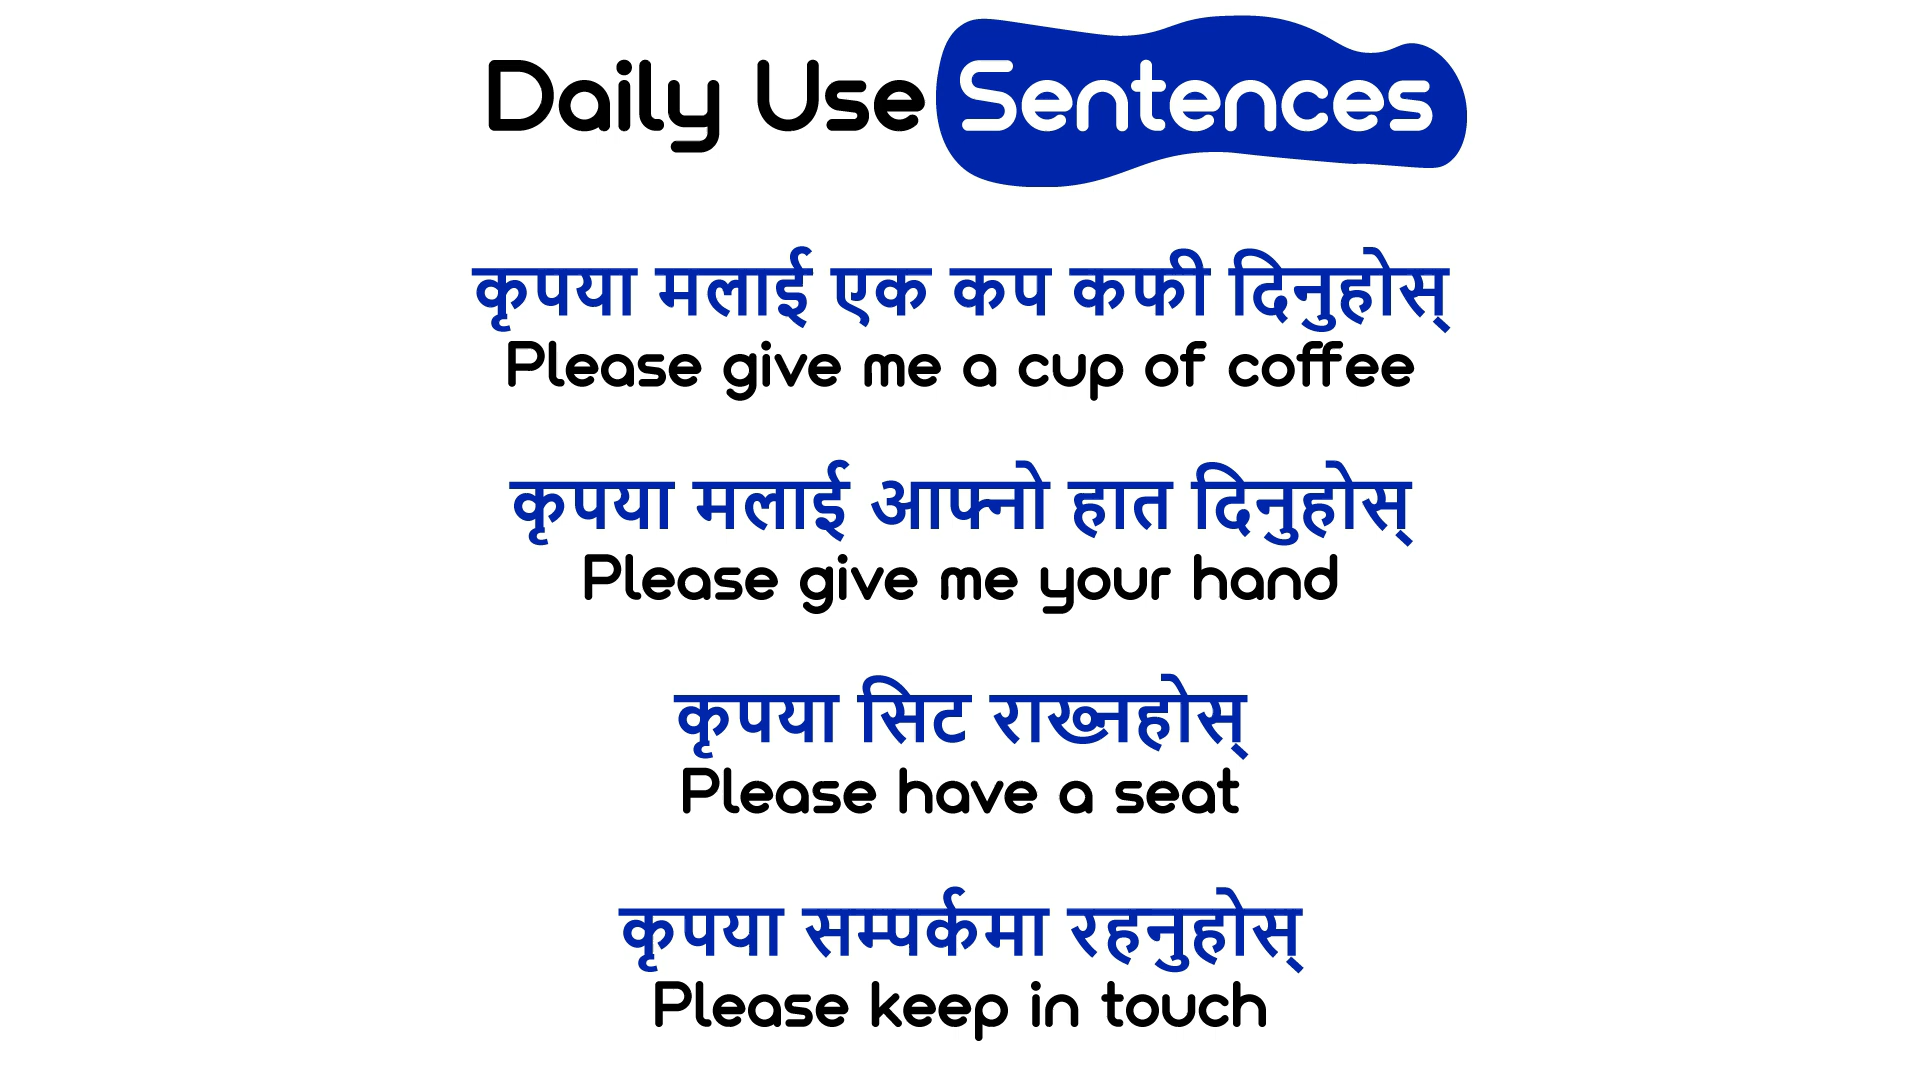 Daily Use Sentences
कृपया मलाई एक कप कफी दिनुहोस्
Please give me a cup of coffee
कृपया मलाई आफ्नो हात दिनुहोस्
Please give me your hand
कृपया सिट राख्नहोस्
Please have a seat
कृपया सम्पर्कमा रहनुहोस्
Please keep in touch